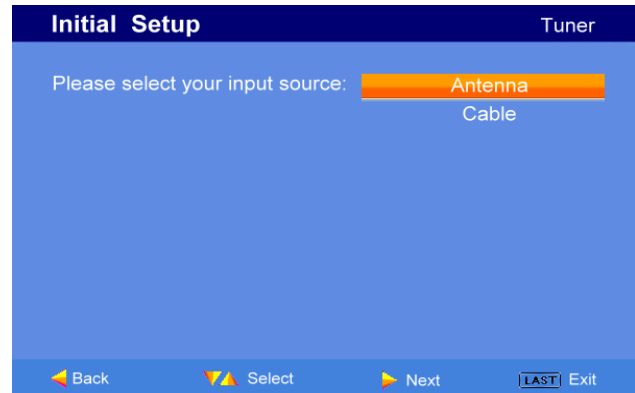 Initial Setup Tuner
Please select your input source: Antenna
Cable
Back Select Next LAST Exit